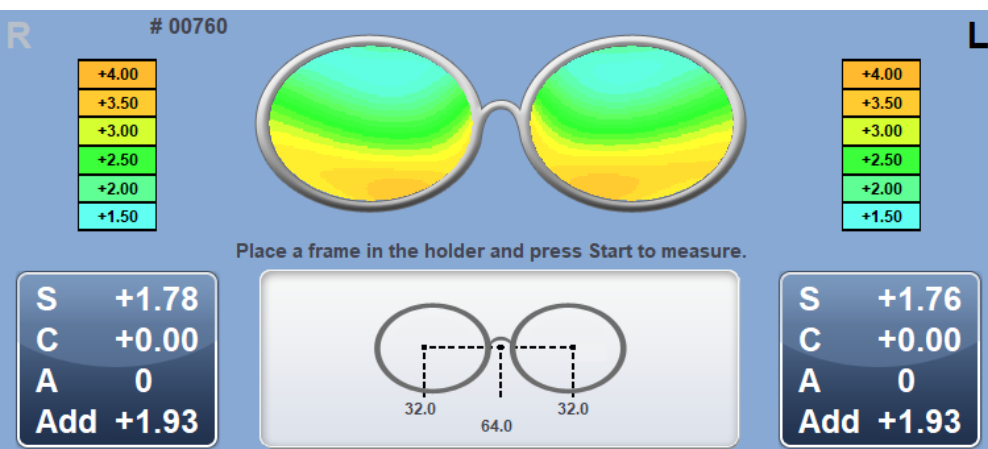 R
# 00760
L
+4.00
+3.50
+3.00
+2.50
+2.00
+1.50
+4.00
+3.50
+3.00
+2.50
+2.00
+1.50
Place a frame in the holder and press Start to measure.
S +1.78
C +0.00
A 0
Add +1.93
32.0
32.0
64.0
S +1.76
C +0.00
A 0
Add +1.93